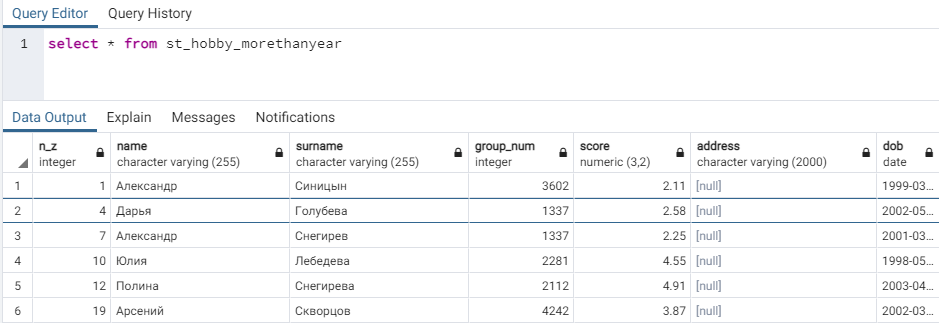 Query Editor Query History
1 select * from st_hobby_morethanyear
Data Output Explain Messages Notifications
n_z name surname group_num score address dob
integer character varying (255) character varying (255) integer numeric (3,2) character varying (2000) date
1 1 Александр Синицын 3602 2.11 [null] 1999-03...
2 4 Дарья Голубева 1337 2.58 [null] 2002-05...
3 7 Александр Снегирев 1337 2.25 [null] 2001-03...
4 10 Юлия Лебедева 2281 4.55 [null] 1998-05...
5 12 Полина Снегирева 2112 4.91 [null] 2003-04...
6 19 Арсений Скворцов 4242 3.87 [null] 2002-03...